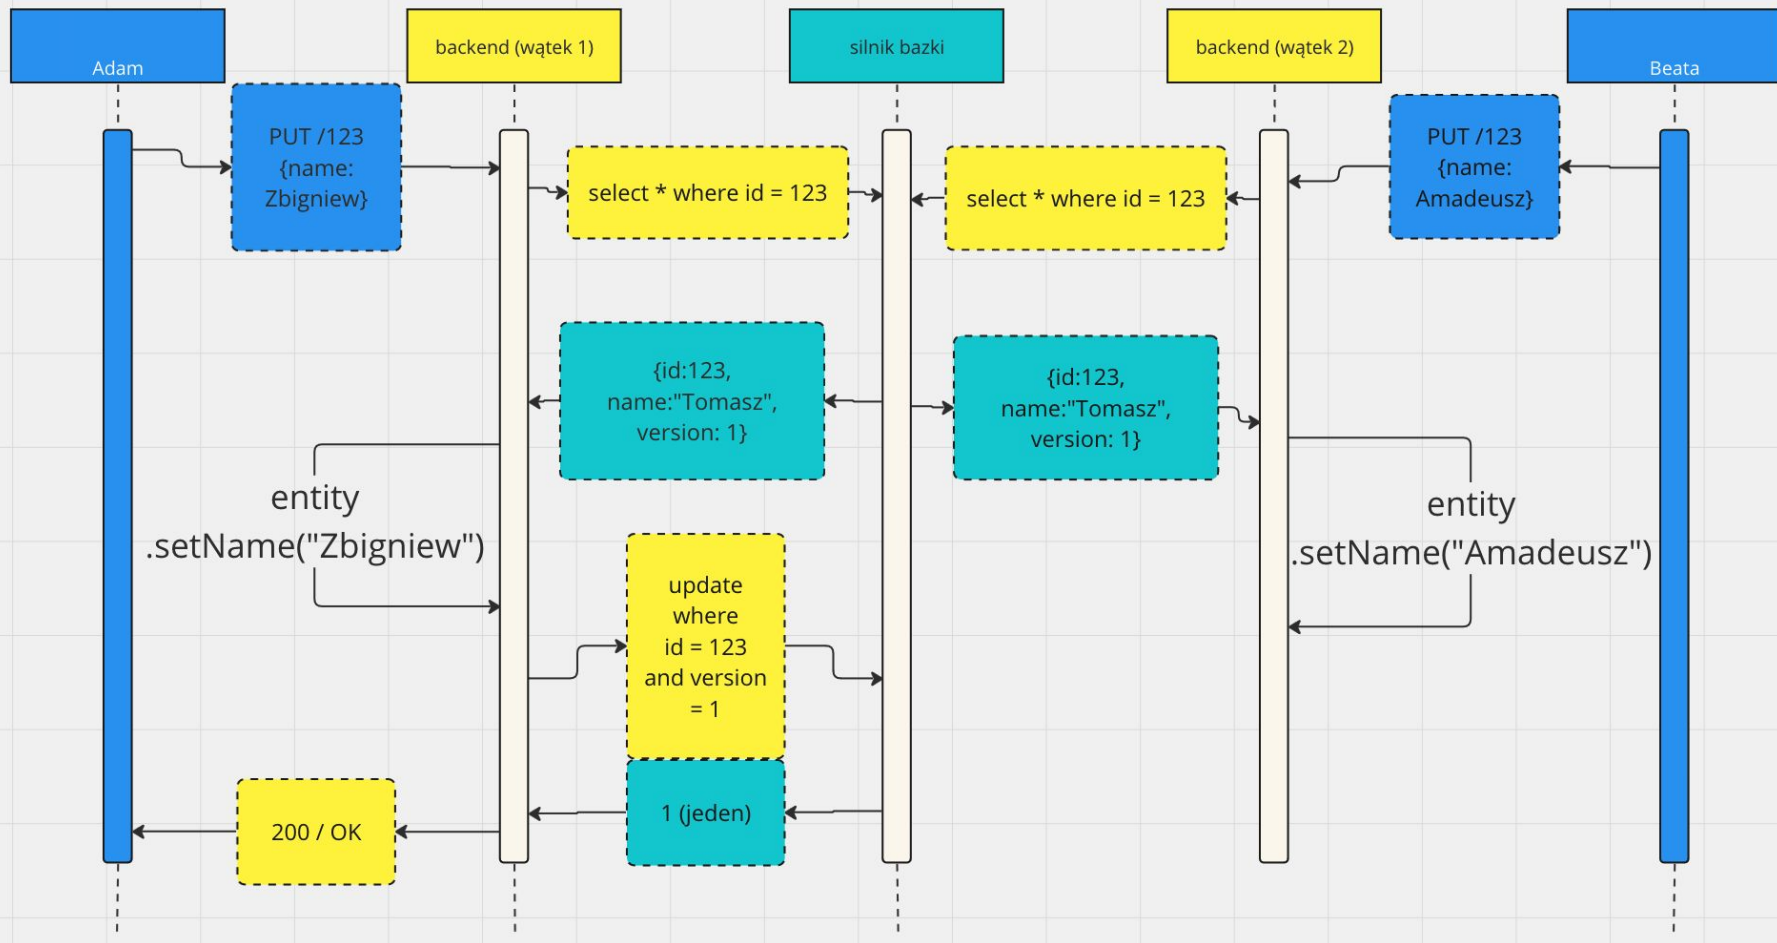 Adam
backend (wątek 1)
silnik bazki
backend (wątek 2)
Beata
PUT /123
{name:
Zbigniew}
select * where id = 123
select * where id = 123
PUT /123
{name:
Amadeusz}
{id:123,
name:"Tomasz",
version: 1}
{id:123,
name:"Tomasz",
version: 1}
entity
.setName("Zbigniew")
entity
.setName("Amadeusz")
update
where
id = 123
and version
= 1
1 (jeden)
200 / OK